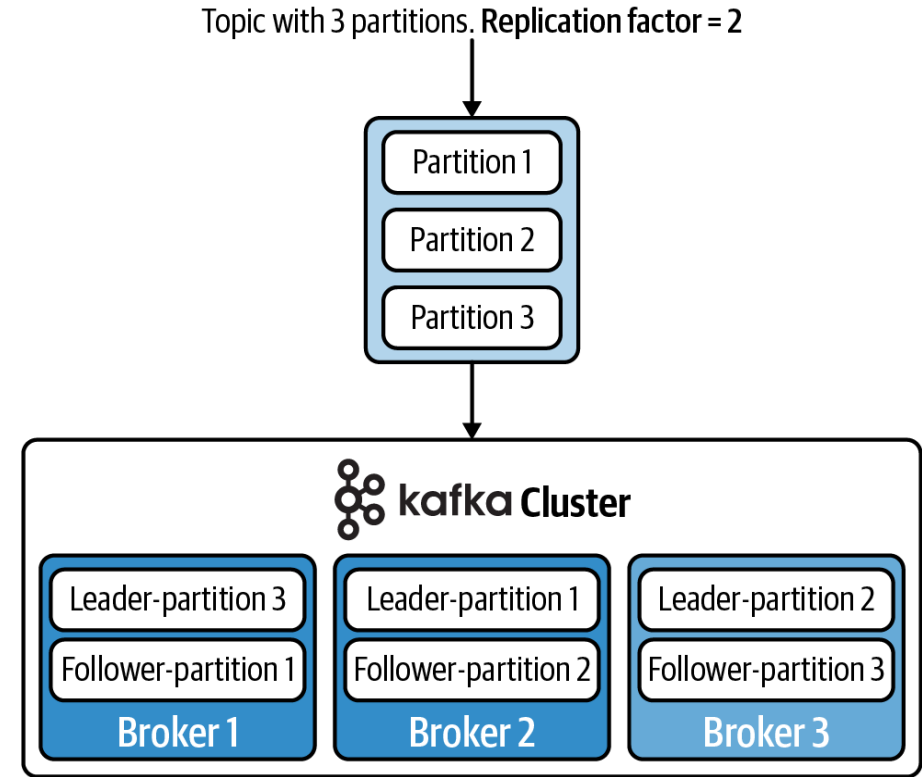 Topic with 3 partitions. Replication factor = 2
Partition 1
Partition 2
Partition 3
kafka Cluster
Leader-partition 3
Follower-partition 1
Broker 1
Leader-partition 1
Follower-partition 2
Broker 2
Leader-partition 2
Follower-partition 3
Broker 3